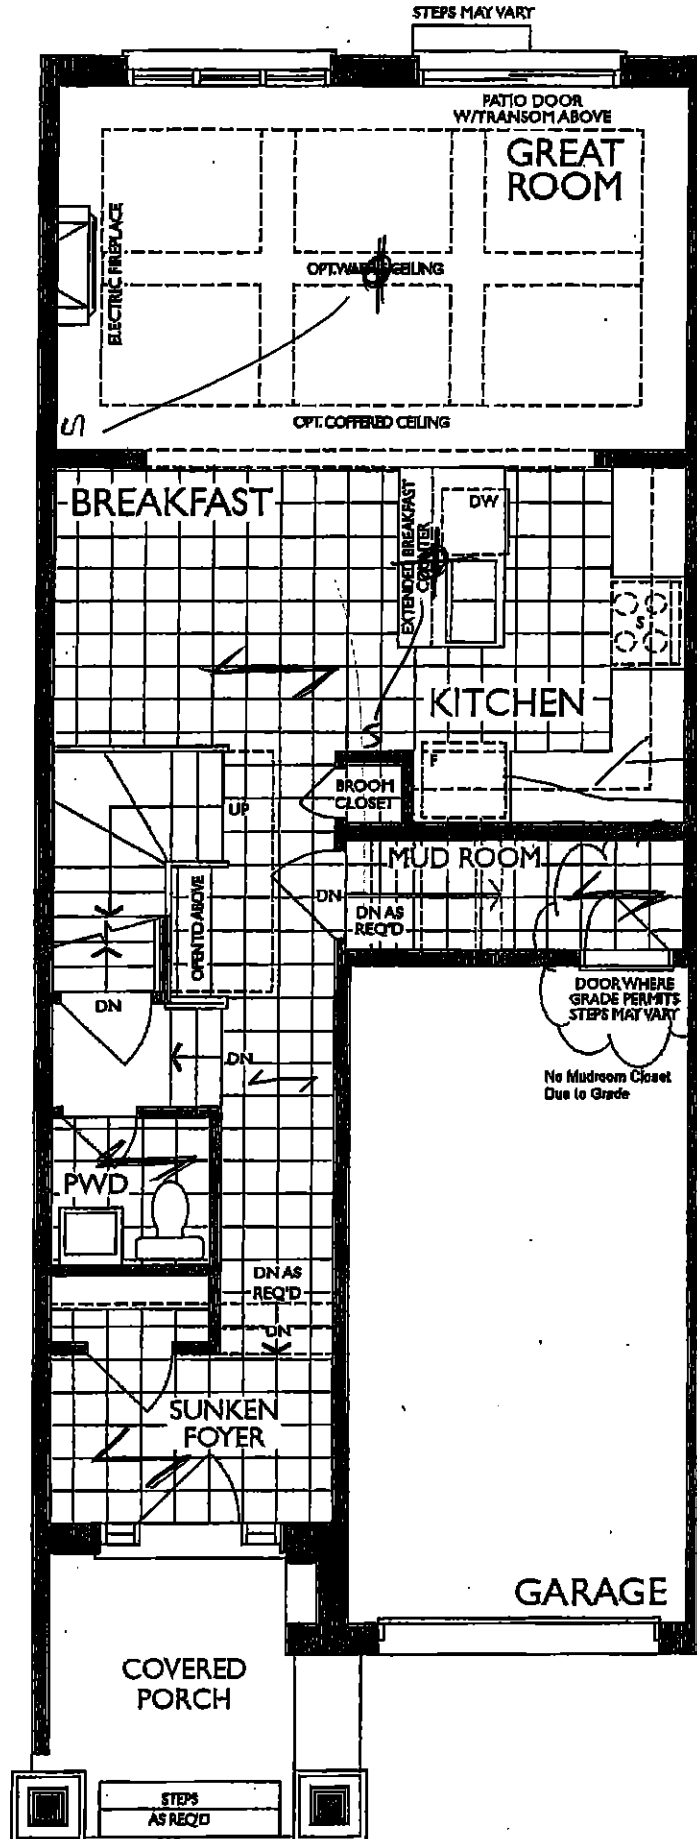 STEPS MAY VARY
PATIO DOOR
W/TRANSOM ABOVE
GREAT
ROOM
ELECTRIC FIREPLACE
OPT. CEILING
S
OPT. COFFERED CEILING
BREAKFAST
EXTENDED BREAKFAST
COUNTER
DW
S
KITCHEN
S
F
BROOM
CLOSET
UP
MUD ROOM
DN
DN AS
REQ'D
OPEN TO ABOVE
DN
DOOR WHERE
GRADE PERMITS
STEPS MAY VARY
DN
No Mudroom Closet
Due to Grade
PWD
DN AS
REQ'D
DN
SUNKEN
FOYER
GARAGE
COVERED
PORCH
STEPS
AS REQ'D